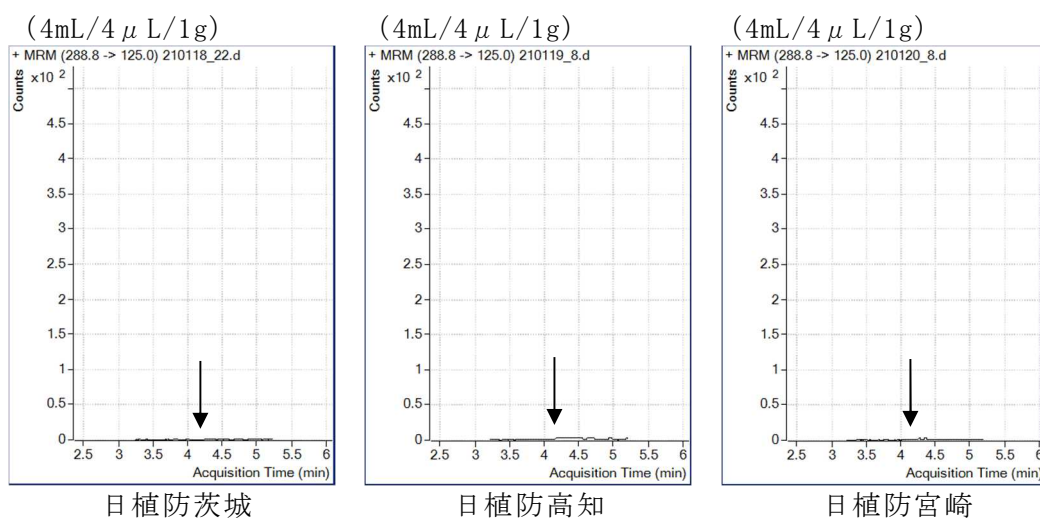 (4mL/4μL/1g)
+ MRM (288.8 -> 125.0) 210118_22.d
Counts
x10 2
4.5
4
3.5
3
2.5
2
1.5
1
0.5
0
2.5 3 3.5 4 4.5 5 5.5 6
Acquisition Time (min)
日植防茨城
(4mL/4μL/1g)
+ MRM (288.8 -> 125.0) 210119_8.d
Counts
x10 2
4.5
4
3.5
3
2.5
2
1.5
1
0.5
0
2.5 3 3.5 4 4.5 5 5.5 6
Acquisition Time (min)
日植防高知
(4mL/4μL/1g)
+ MRM (288.8 -> 125.0) 210120_8.d
Counts
x10 2
4.5
4
3.5
3
2.5
2
1.5
1
0.5
0
2.5 3 3.5 4 4.5 5 5.5 6
Acquisition Time (min)
日植防宮崎